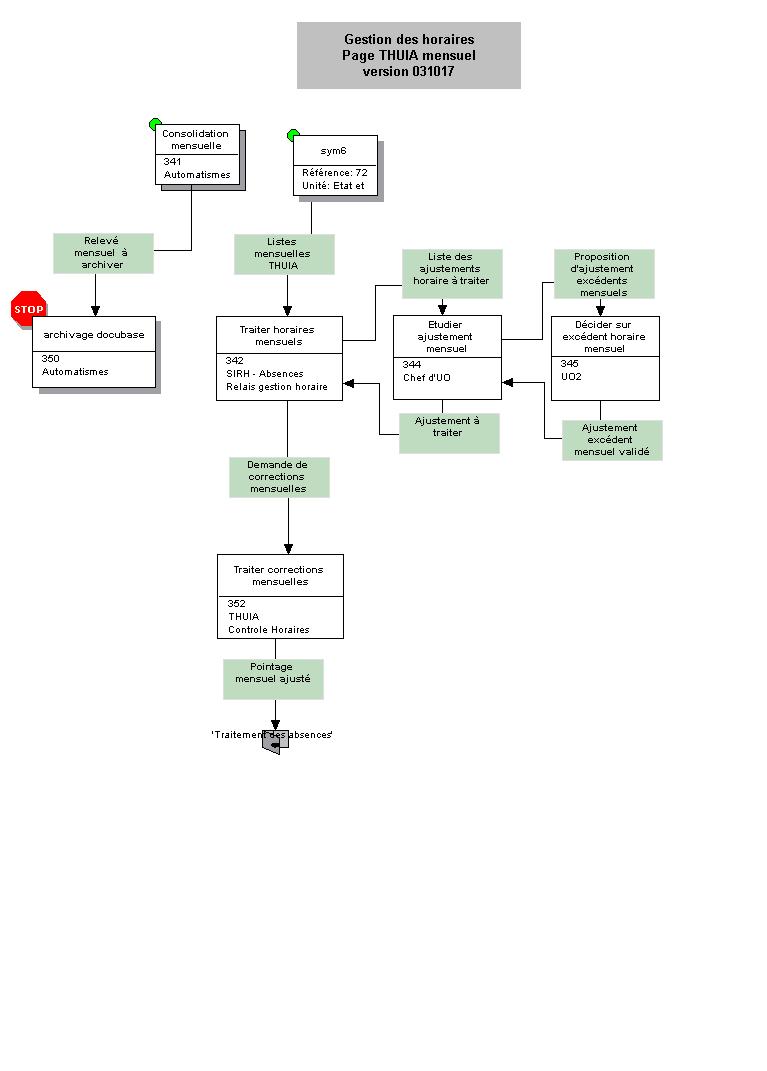 Gestion des horaires
Page THUIA mensuel
version 031017
Consolidation
mensuelle
341
Automatismes
sym6
Référence: 72
Unité: Etat et
Relevé
mensuel à
archiver
Listes
mensuelles
THUIA
Liste des
ajustements
horaire à traiter
Proposition
d'ajustement
excédents
mensuels
STOP
archivage docubase
350
Automatismes
Traiter horaires
mensuels
342
SIRH - Absences
Relais gestion horaire
Etudier
ajustement
mensuel
344
Chef d'UO
Décider sur
excédent horaire
mensuel
345
UO2
Ajustement à
traiter
Ajustement
excédent
mensuel validé
Demande de
corrections
mensuelles
Traiter corrections
mensuelles
352
THUIA
Controle Horaires
Pointage
mensuel ajusté
'Traitement des absences'